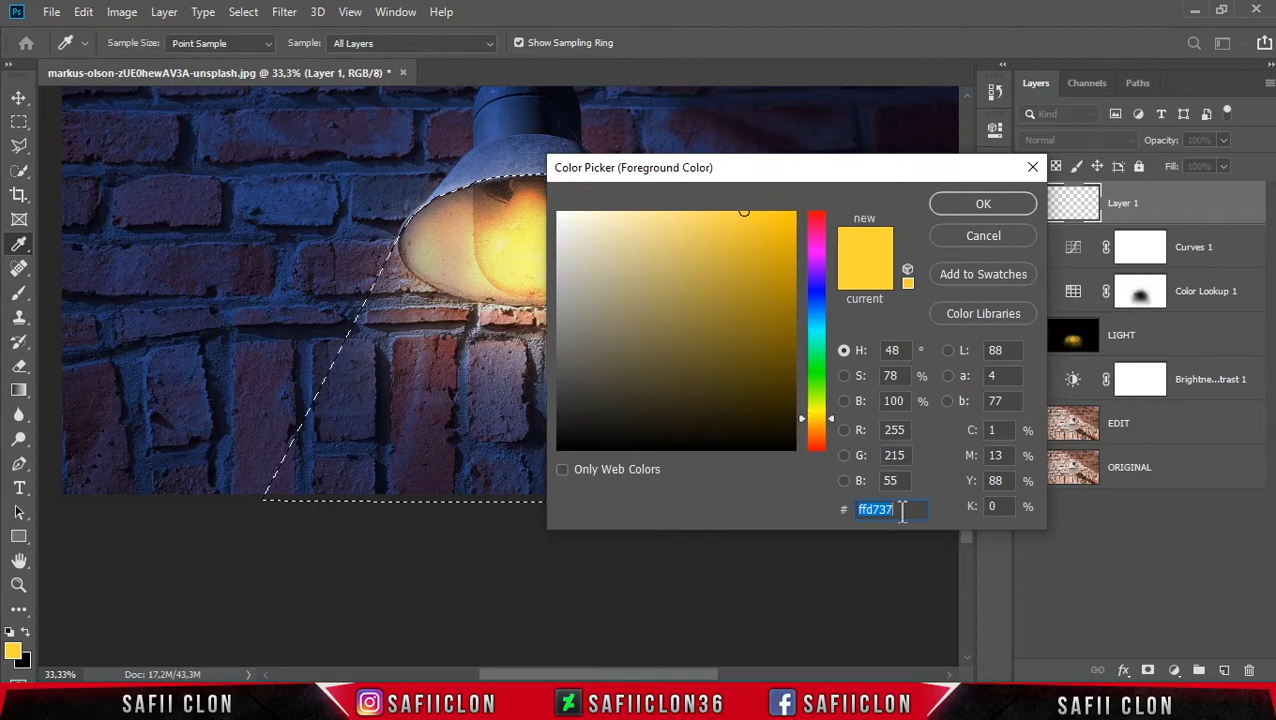 Ps File Edit Image Layer Type Select Filter 3D View Window Help
Sample Size: Point Sample Sample: All Layers Show Sampling Ring
markus-olson-zUE0hewAV3A-unsplash.jpg @ 33,3% (Layer 1, RGB/8) *
Layers Channels Paths
Kind
Normal Opacity: 100%
Fill: 100%
Layer 1
Curves 1
Color Lookup 1
LIGHT
Brightne...trast 1
EDIT
ORIGINAL
Color Picker (Foreground Color)
new
current
OK
Cancel
Add to Swatches
Color Libraries
H: 48 ° L: 88
S: 78 % a: 4
B: 100 % b: 77
R: 255 C: 1 %
G: 215 M: 13 %
B: 55 Y: 88 %
# ffd737 K: 0 %
Only Web Colors
33,33% Doc: 17,2M/43,3M
SAFII CLON SAFIICLON SAFIICLON36 SAFIICLON SAFII CLON